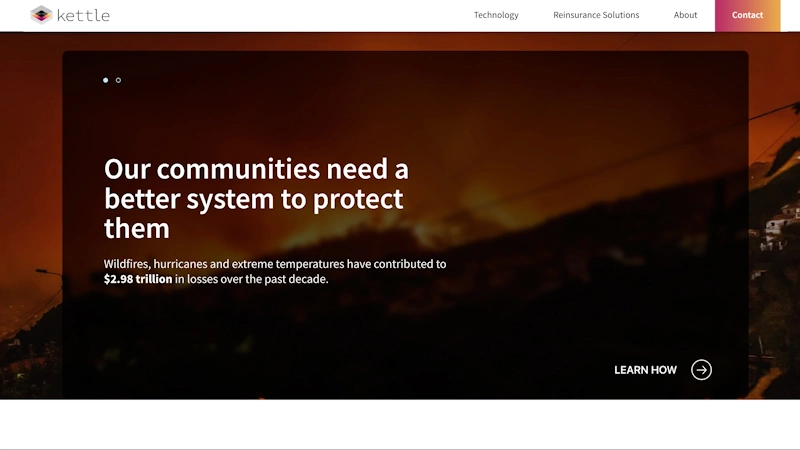 kettle
Technology
Reinsurance Solutions
About
Contact
Our communities need a
better system to protect
them
Wildfires, hurricanes and extreme temperatures have contributed to
$2.98 trillion in losses over the past decade.
LEARN HOW